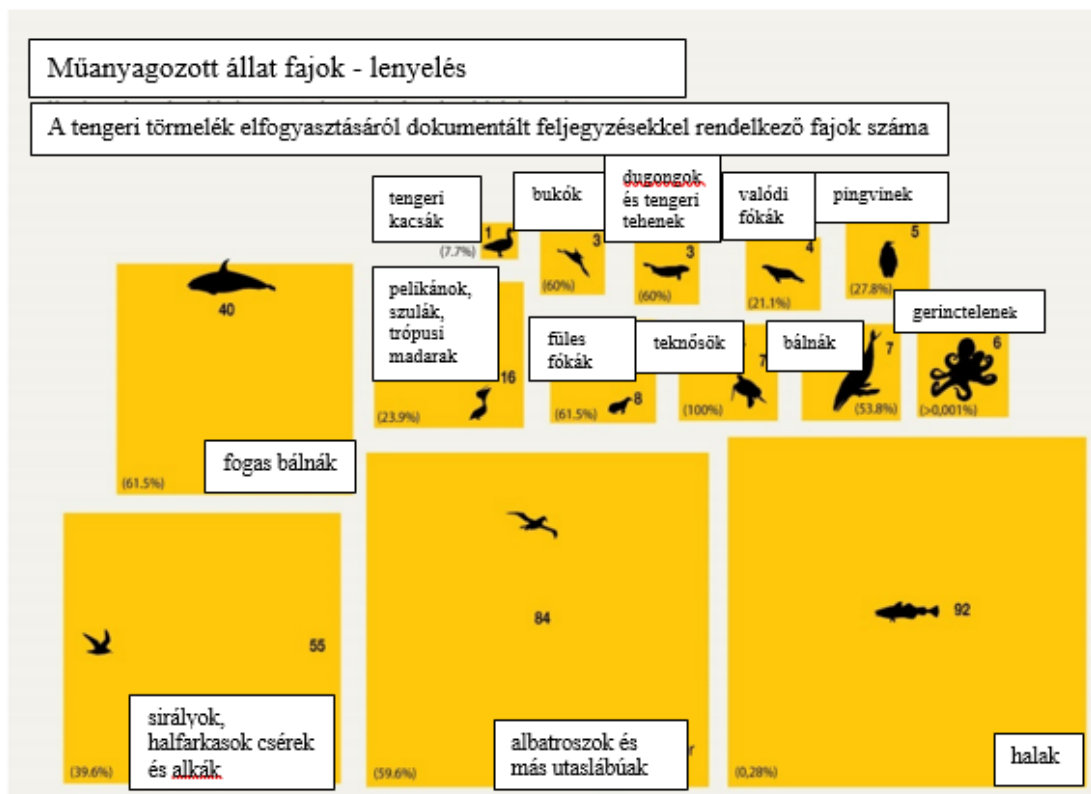 Műanyagozott állat fajok - lenyelés
A tengeri törmelék elfogyasztásáról dokumentált feljegyzésekkel rendelkező fajok száma
tengeri
kacsák
1
(7.7%)
bukók
3
(60%)
dugongok
és tengeri
tehenek
3
(60%)
valódi
fókák
4
(21.1%)
pingvinek
5
(27.8%)
40
fogas bálnák
(61.5%)
pelikánok,
szulák,
trópusi
madarak
16
(23.9%)
füles
fókák
8
(61.5%)
teknősök
7
(100%)
bálnák
7
(53.8%)
gerinctelenek
6
(>0,001%)
55
sirályok,
halfarkasok csérek
és alkák
(39.6%)
84
albatroszok és
más utaslábúak
(59.6%)
92
halak
(0,28%)